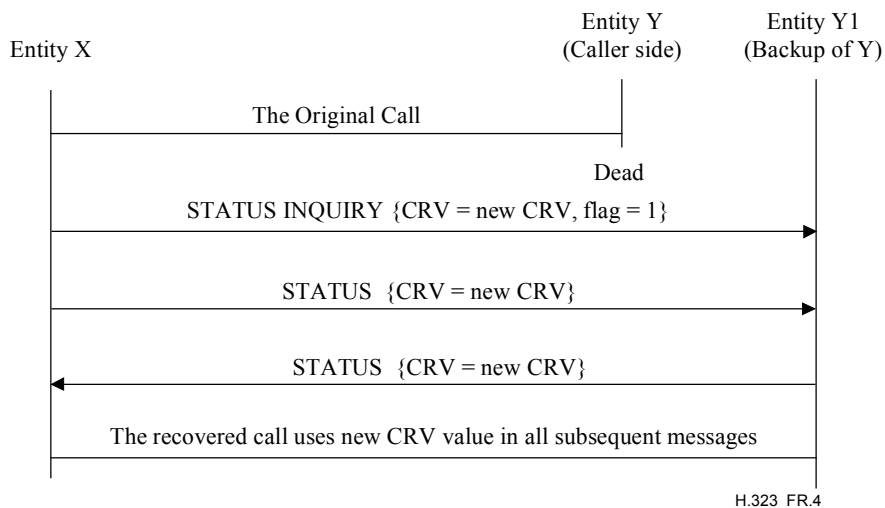 Entity X
Entity Y
(Caller side)
Entity Y1
(Backup of Y)
The Original Call
Dead
STATUS INQUIRY {CRV = new CRV, flag = 1}
STATUS {CRV = new CRV}
STATUS {CRV = new CRV}
The recovered call uses new CRV value in all subsequent messages
H.323_FR.4